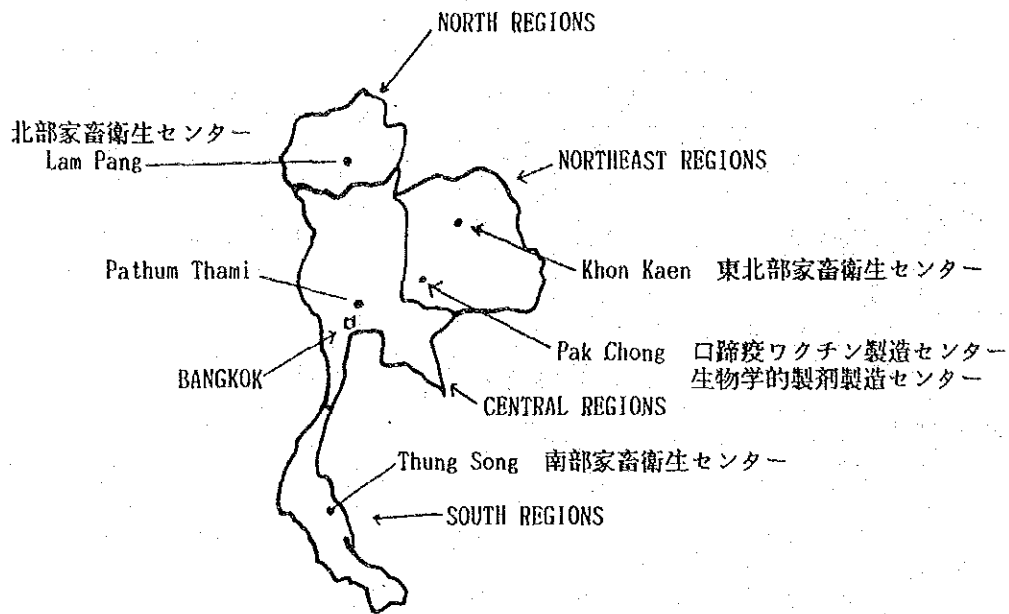 NORTH REGIONS
北部家畜衛生センター
Lam Pang
NORTHEAST REGIONS
Pathum Thami
Khon Kaen 東北部家畜衛生センター
Pak Chong 口蹄疫ワクチン製造センター
生物学的製剤製造センター
BANGKOK
CENTRAL REGIONS
Thung Song 南部家畜衛生センター
SOUTH REGIONS